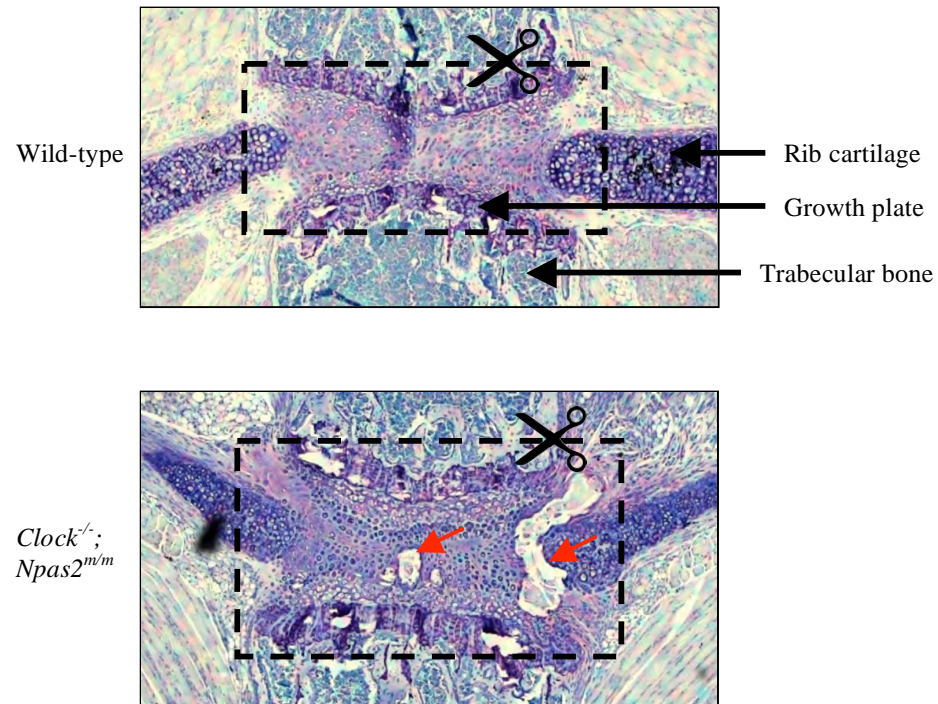 Wild-type
Rib cartilage
Growth plate
Trabecular bone
Clock-/-;
Npas2m/m